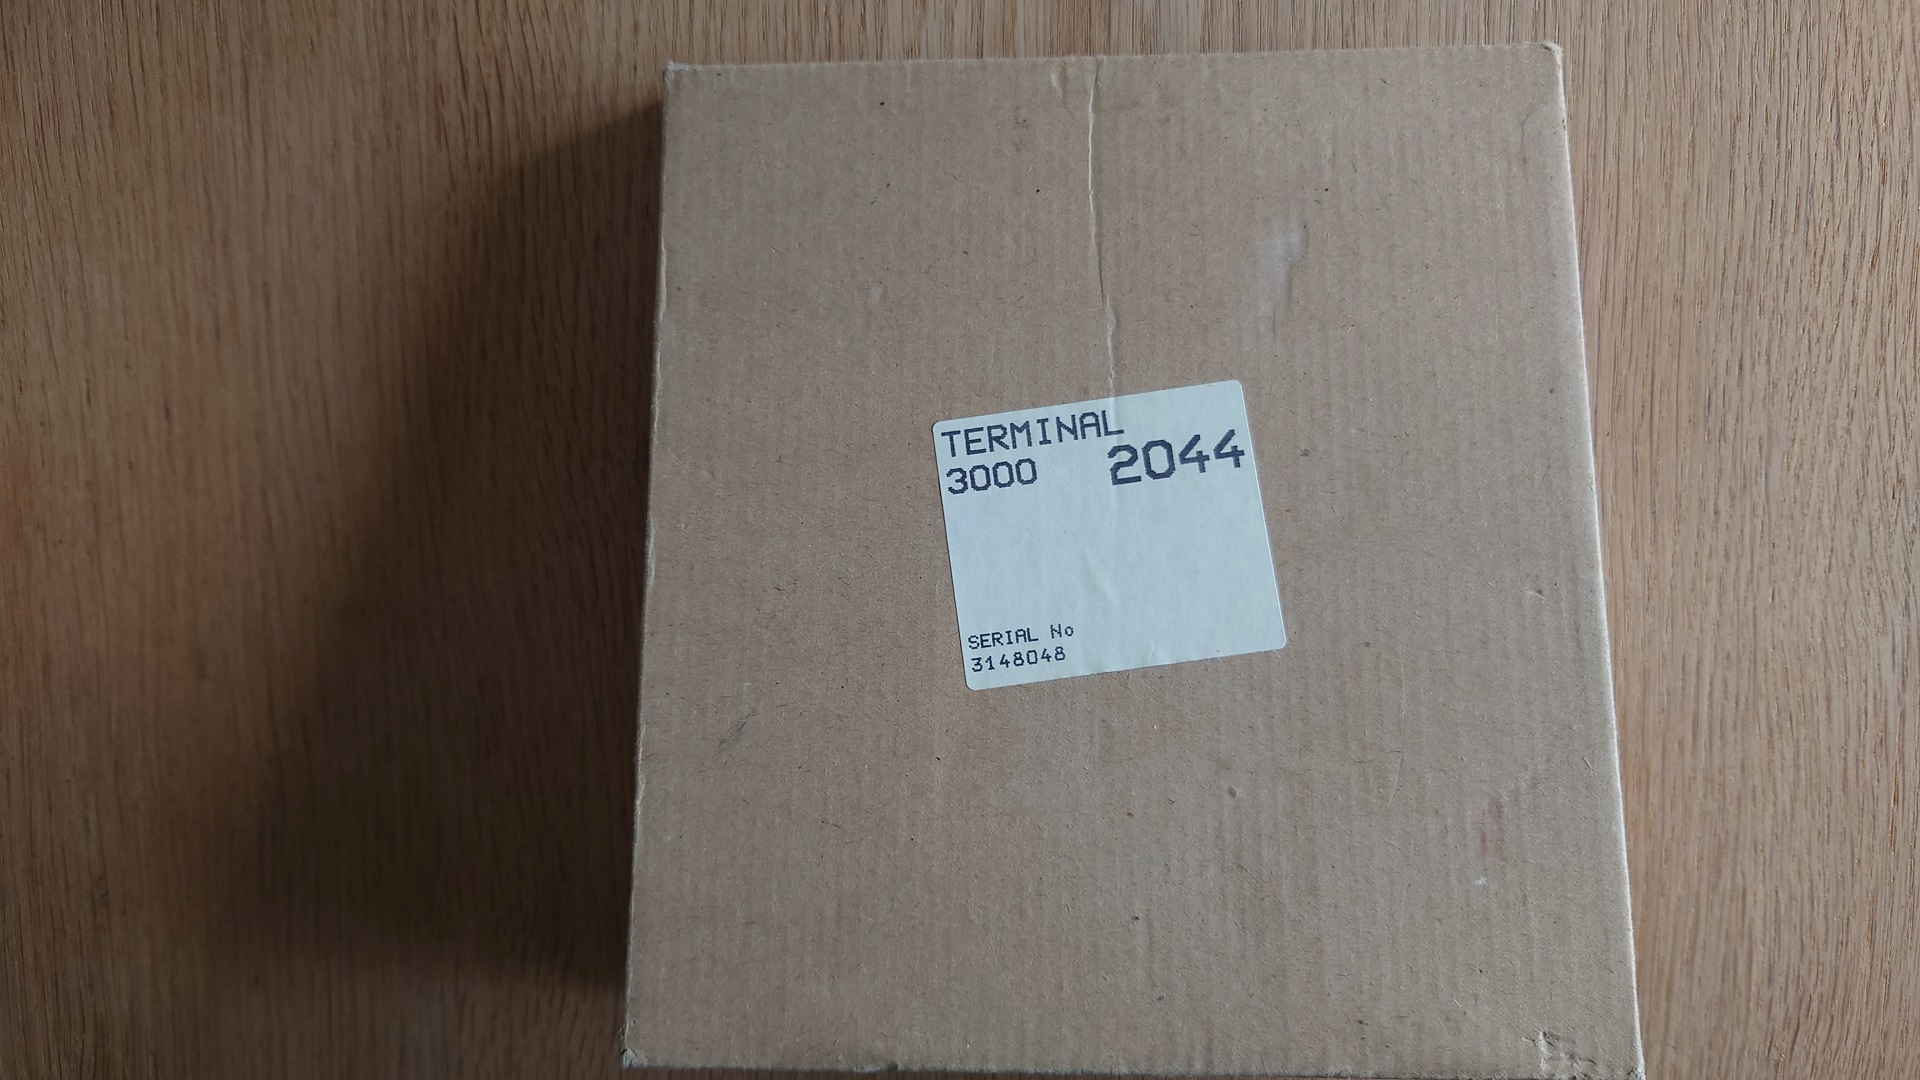 TERMINAL
3000 2044
SERIAL No
3148048